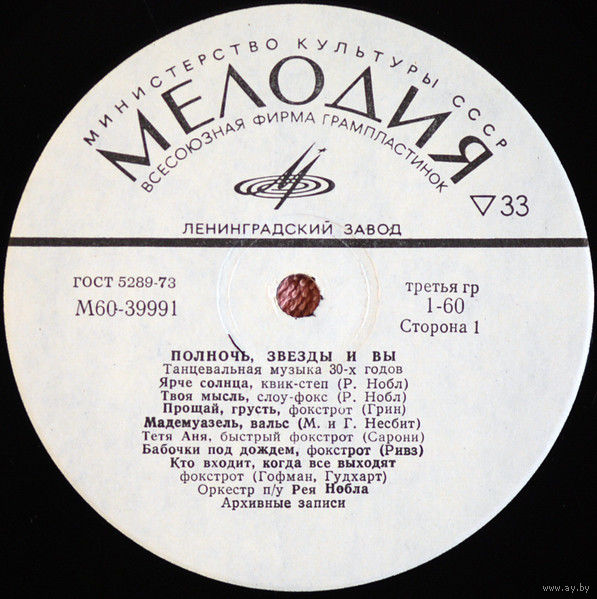 МИНИСТЕРСТВО КУЛЬТУРЫ СССР
МЕЛОДИЯ
ВСЕСОЮЗНАЯ ФИРМА ГРАМПЛАСТИНОК
▽33
ЛЕНИНГРАДСКИЙ ЗАВОД
ГОСТ 5289-73
М60-39991
третья гр
1-60
Сторона 1
ПОЛНОЧЬ, ЗВЕЗДЫ И ВЫ
Танцевальная музыка 30-х годов
Ярче солнца, квик-степ (Р. Нобл)
Твоя мысль, слоу-фокс (Р. Нобл)
Прощай, грусть, фокстрот (Грин)
Мадемуазель, вальс (М. и Г. Несбит)
Тетя Аня, быстрый фокстрот (Сарони)
Бабочки под дождем, фокстрот (Ривз)
Кто входит, когда все выходят
фокстрот (Гофман, Гудхарт)
Оркестр п/у Рея Нобла
Архивные записи
www.ay.by